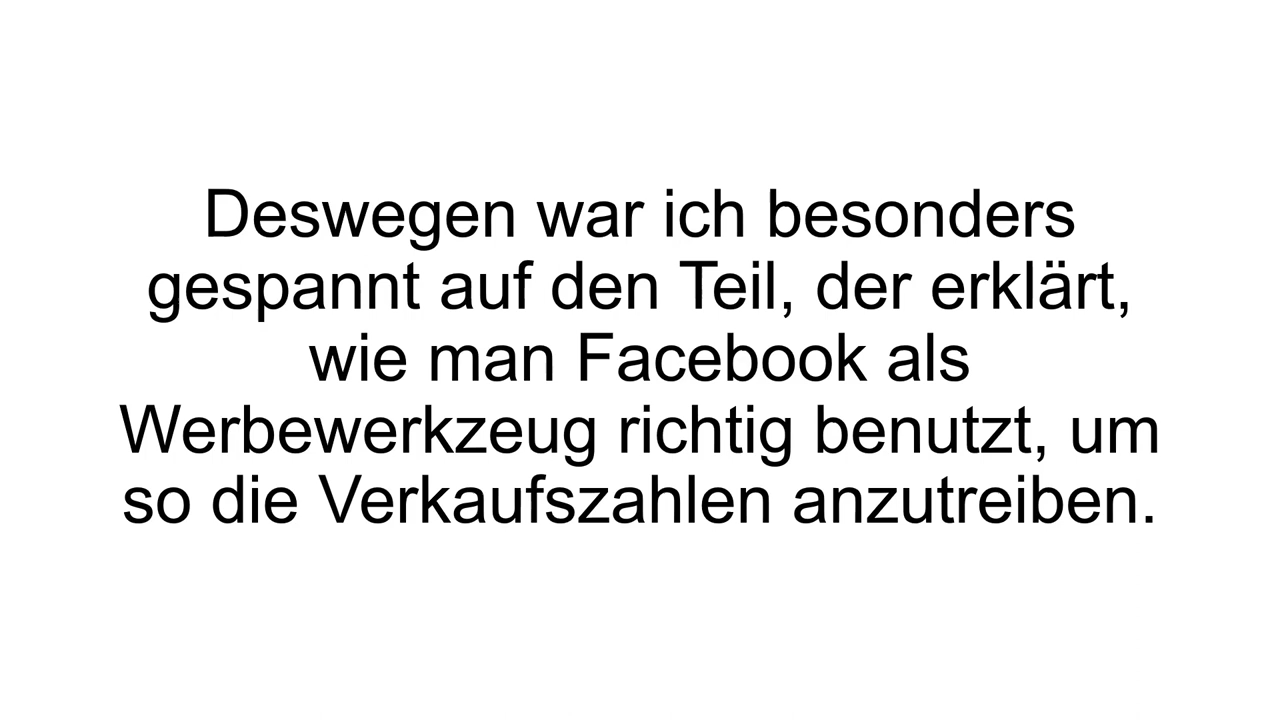 Deswegen war ich besonders
gespannt auf den Teil, der erklärt,
wie man Facebook als
Werbewerkzeug richtig benutzt, um
so die Verkaufszahlen anzutreiben.